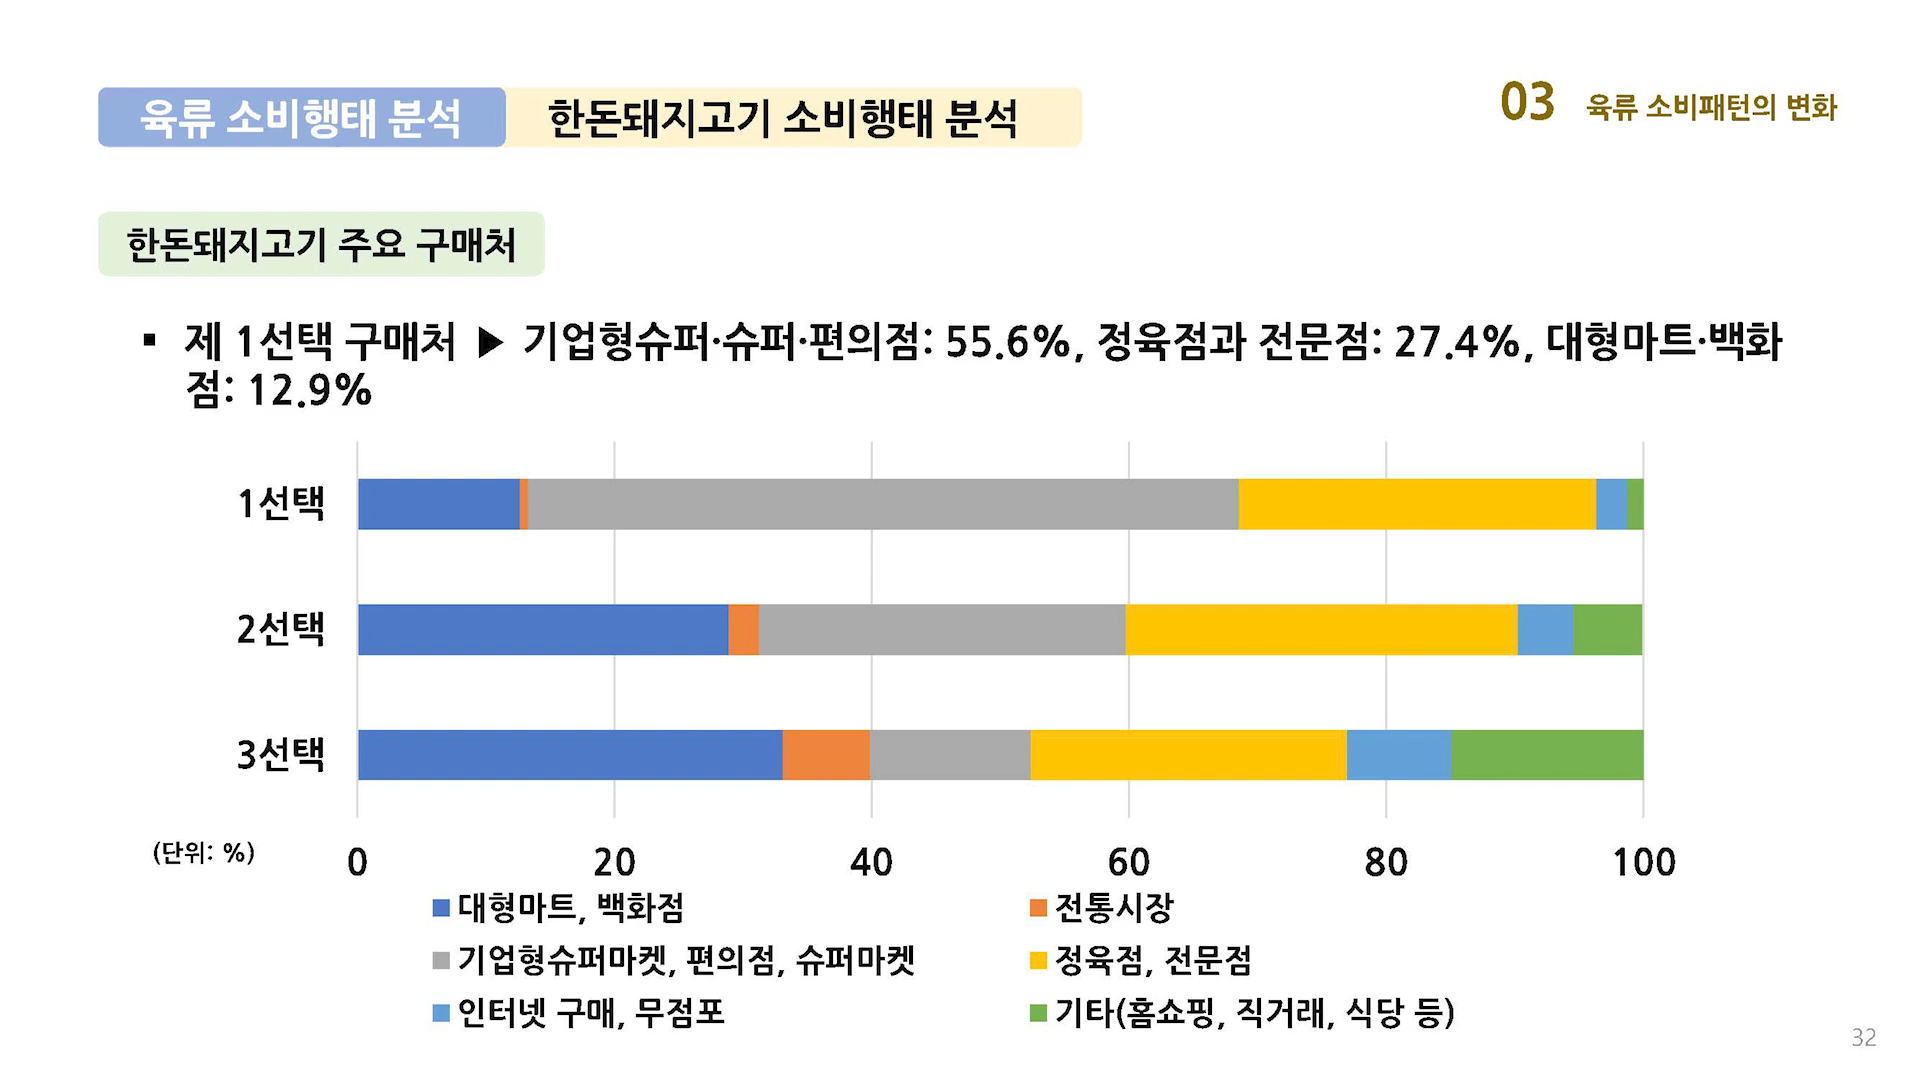 육류 소비행태 분석
한돈돼지고기 소비행태 분석
03 육류 소비패턴의 변화
한돈돼지고기 주요 구매처
▪ 제 1선택 구매처 ▶ 기업형슈퍼·슈퍼·편의점: 55.6%, 정육점과 전문점: 27.4%, 대형마트·백화
점: 12.9%
1선택
2선택
3선택
(단위: %)
0 20 40 60 80 100
대형마트, 백화점
전통시장
기업형슈퍼마켓, 편의점, 슈퍼마켓
정육점, 전문점
인터넷 구매, 무점포
기타(홈쇼핑, 직거래, 식당 등)
32